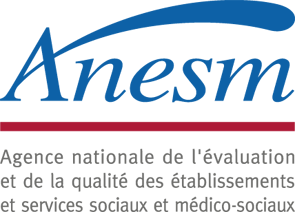 Anesm
Agence nationale de l'évaluation
et de la qualité des établissements
et services sociaux et médico-sociaux